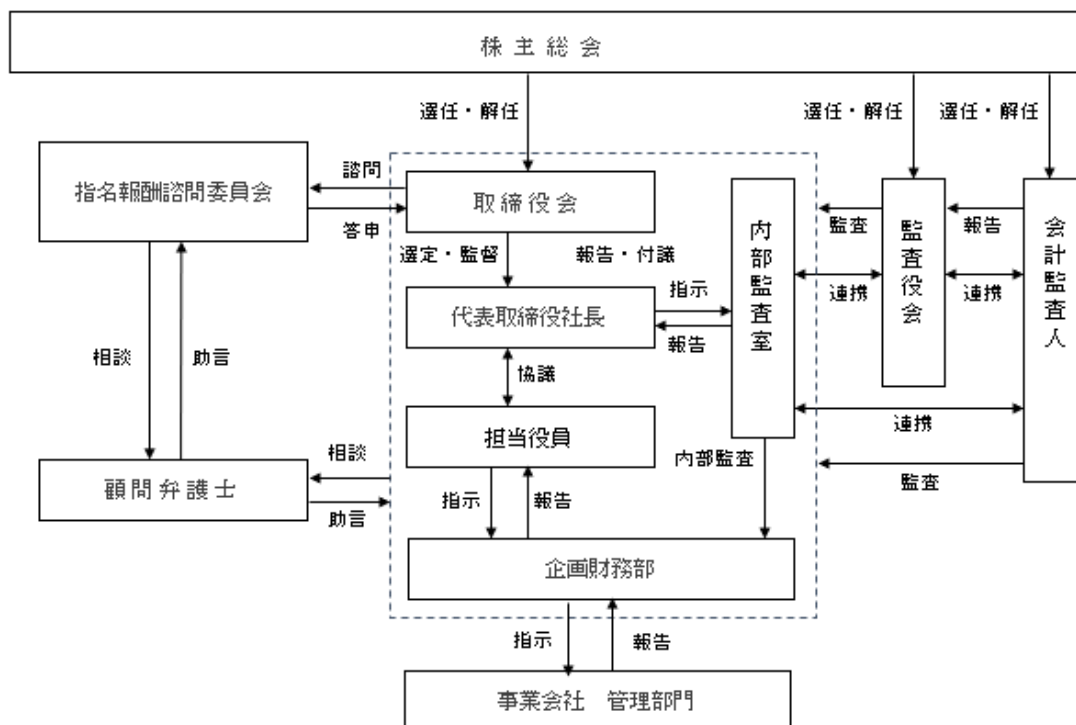 株主総会
選任・解任
選任・解任
選任・解任
指名報酬諮問委員会
諮問
答申
取締役会
内部監査室
監査
監査役会
報告
会計監査人
選定・監督
報告・付議
連携
連携
代表取締役社長
指示
報告
相談
助言
協議
担当役員
連携
内部監査
監査
顧問弁護士
相談
助言
指示
報告
企画財務部
指示
報告
事業会社　管理部門